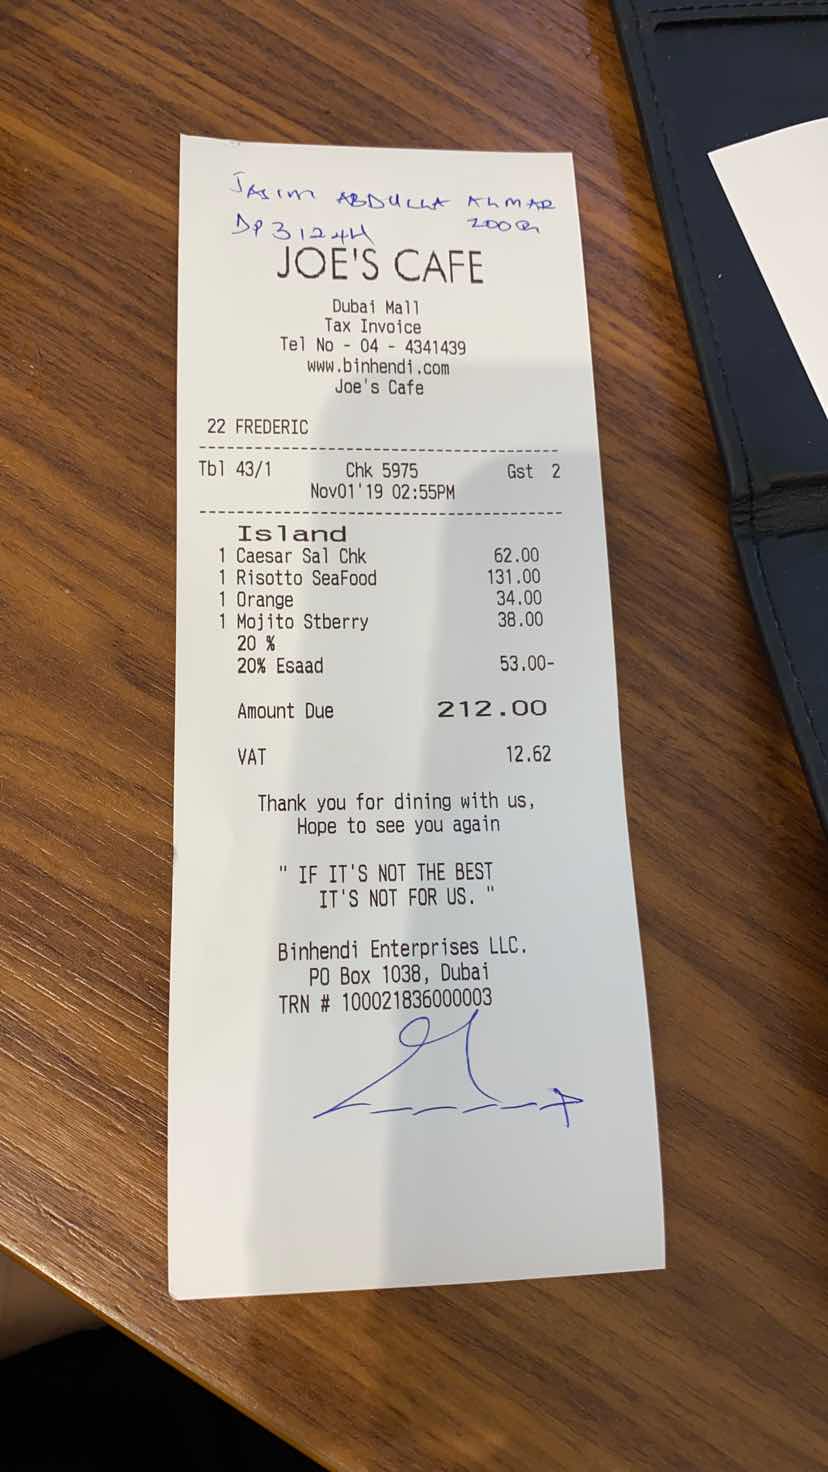 JASIM ABDULLA
DP3124H
JOE'S CAFE
Dubai Mall
Tax Invoice
Tel No - 04 - 4341439
www.binhendi.com
Joe's Cafe
22 FREDERIC
Tbl 43/1 Chk 5975 Gst 2
Nov01'19 02:55PM
Island
1 Caesar Sal Chk 62.00
1 Risotto SeaFood 131.00
1 Orange 34.00
1 Mojito Stberry 38.00
20 %
20% Esaad 53.00-
Amount Due 212.00
VAT 12.62
Thank you for dining with us,
Hope to see you again
" IF IT'S NOT THE BEST
IT'S NOT FOR US. "
Binhendi Enterprises LLC.
PO Box 1038, Dubai
TRN # 100021836000003